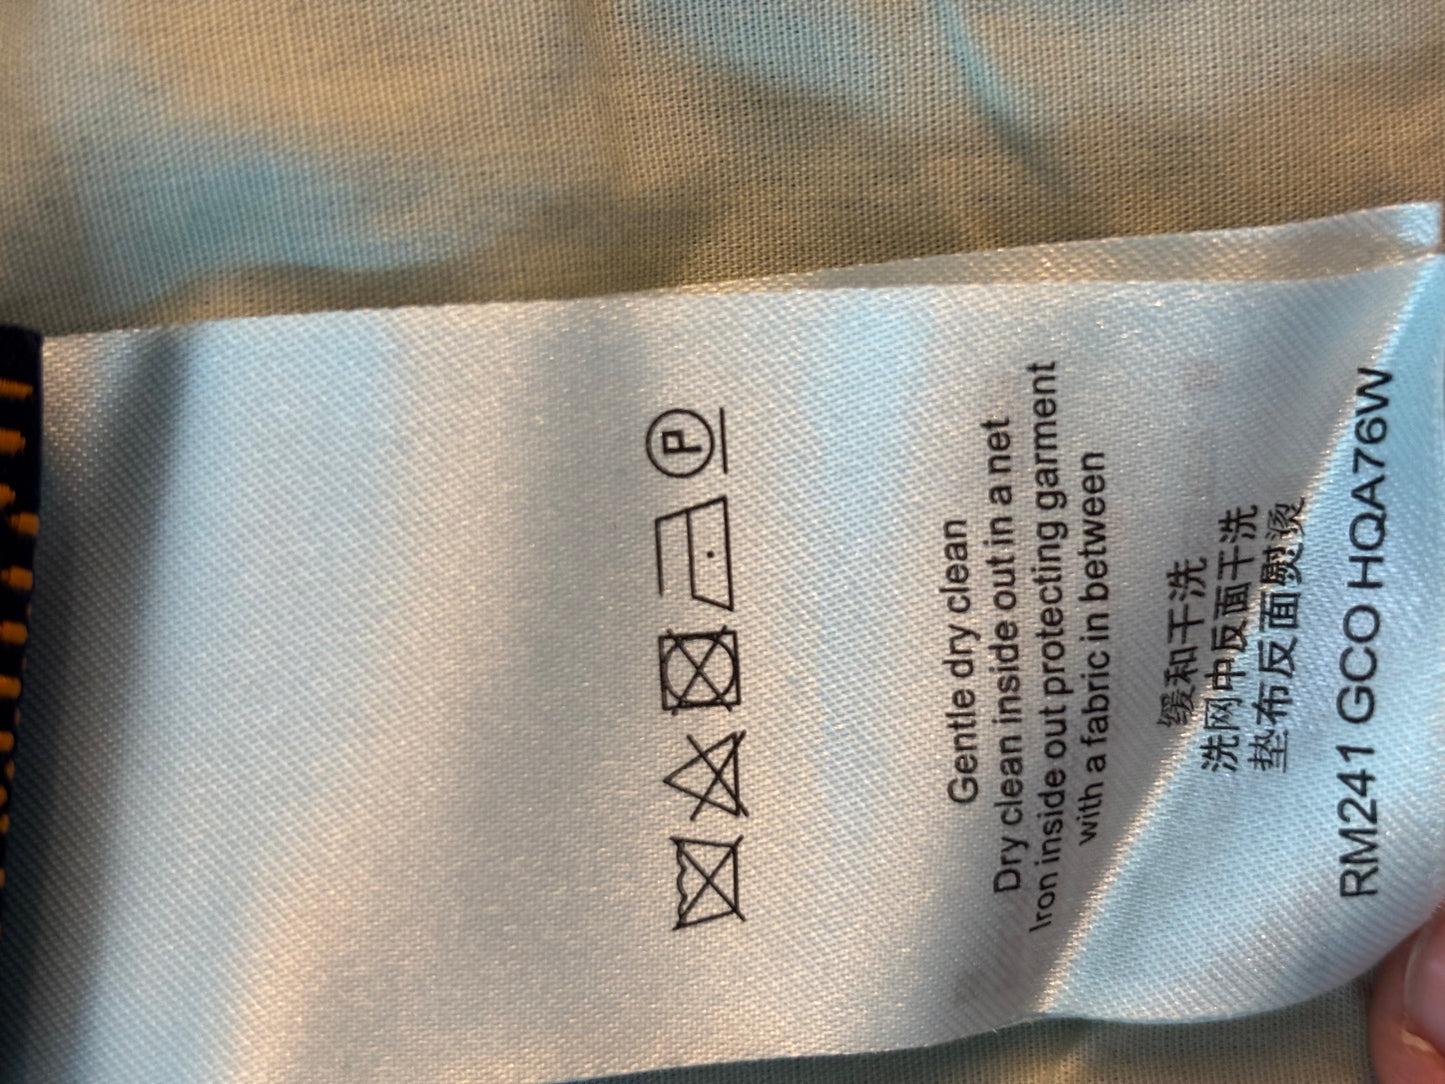 P
Gentle dry clean
Dry clean inside out in a net
Iron inside out protecting garment
with a fabric in between
缓和干洗
洗网中反面干洗
垫布反面熨烫
RM241 GCO HQA76W